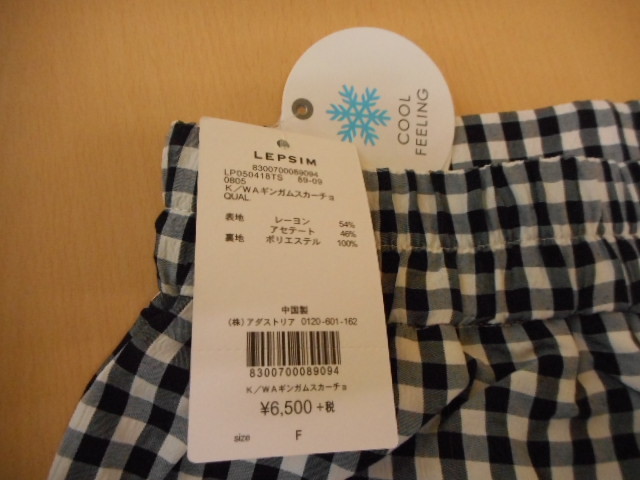 COOL
FEELING
LEPSIM
8300700089094
LP050418TS 89-09
0805
K/WAギンガムスカーチョ
QUAL
表地 レーヨン 54%
アセテート 46%
裏地 ポリエステル 100%
中国製
(株)アダストリア 0120-601-162
8300700089094
K/WAギンガムスカーチョ
¥6,500+税
size F